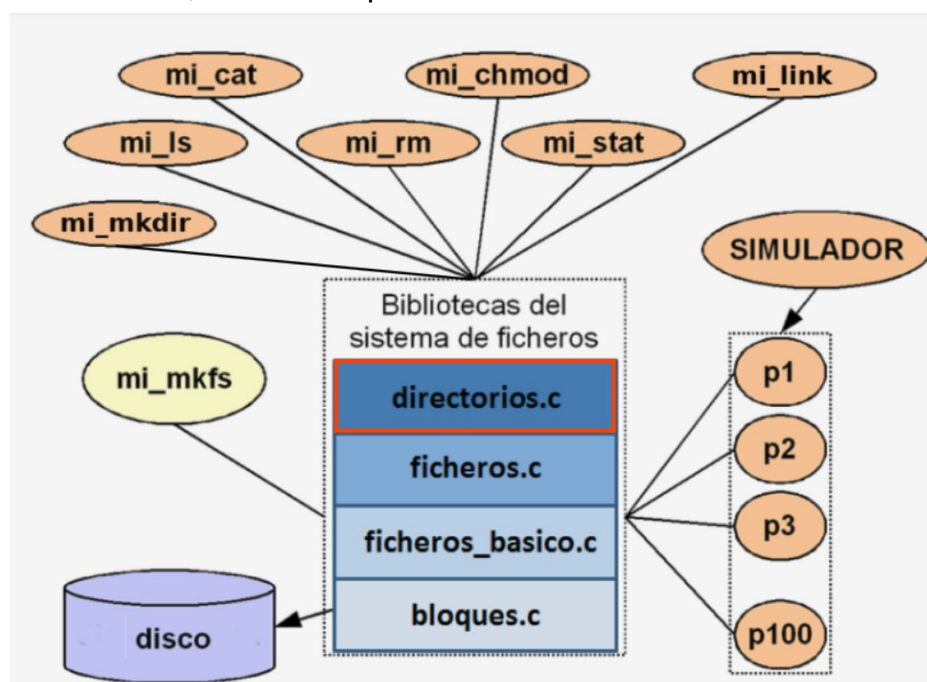 mi_cat
mi_chmod
mi_link
mi_ls
mi_rm
mi_stat
mi_mkdir
SIMULADOR
Bibliotecas del
sistema de ficheros
mi_mkfs
directorios.c
p1
ficheros.c
p2
ficheros_basico.c
p3
bloques.c
disco
p100